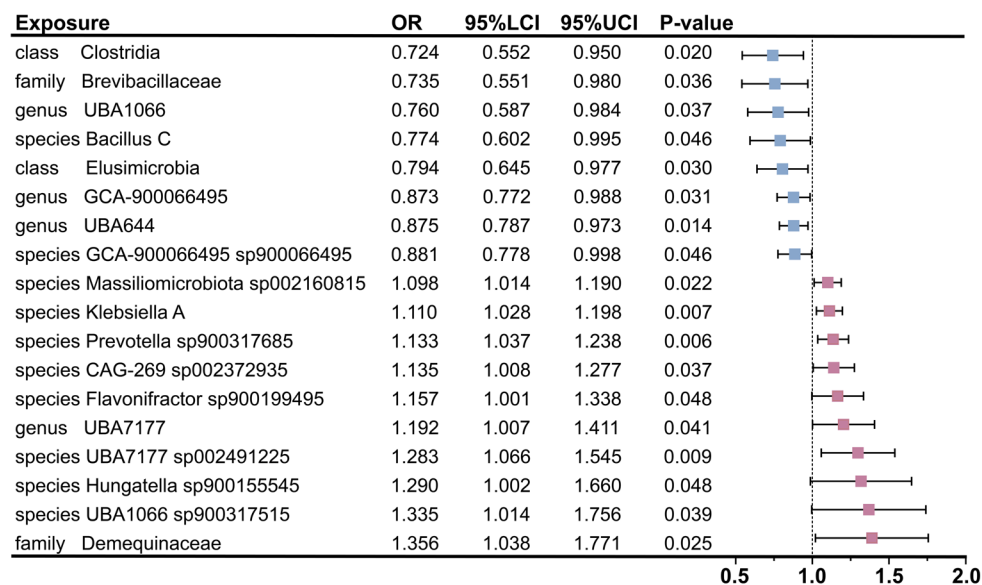 Exposure OR 95%LCI 95%UCI P-value
class Clostridia 0.724 0.552 0.950 0.020
family Brevibacillaceae 0.735 0.551 0.980 0.036
genus UBA1066 0.760 0.587 0.984 0.037
species Bacillus C 0.774 0.602 0.995 0.046
class Elusimicrobia 0.794 0.645 0.977 0.030
genus GCA-900066495 0.873 0.772 0.988 0.031
genus UBA644 0.875 0.787 0.973 0.014
species GCA-900066495 sp900066495 0.881 0.778 0.998 0.046
species Massiliomicrobiota sp002160815 1.098 1.014 1.190 0.022
species Klebsiella A 1.110 1.028 1.198 0.007
species Prevotella sp900317685 1.133 1.037 1.238 0.006
species CAG-269 sp002372935 1.135 1.008 1.277 0.037
species Flavonifractor sp900199495 1.157 1.001 1.338 0.048
genus UBA7177 1.192 1.007 1.411 0.041
species UBA7177 sp002491225 1.283 1.066 1.545 0.009
species Hungatella sp900155545 1.290 1.002 1.660 0.048
species UBA1066 sp900317515 1.335 1.014 1.756 0.039
family Demequinaceae 1.356 1.038 1.771 0.025
0.5 1.0 1.5 2.0